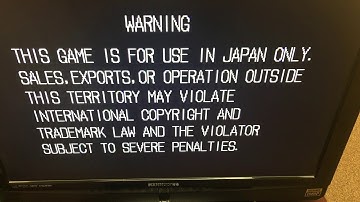 WARNING
THIS GAME IS FOR USE IN JAPAN ONLY.
SALES, EXPORTS, OR OPERATION OUTSIDE
THIS TERRITORY MAY VIOLATE
INTERNATIONAL COPYRIGHT AND
TRADEMARK LAW AND THE VIOLATOR
SUBJECT TO SEVERE PENALTIES.